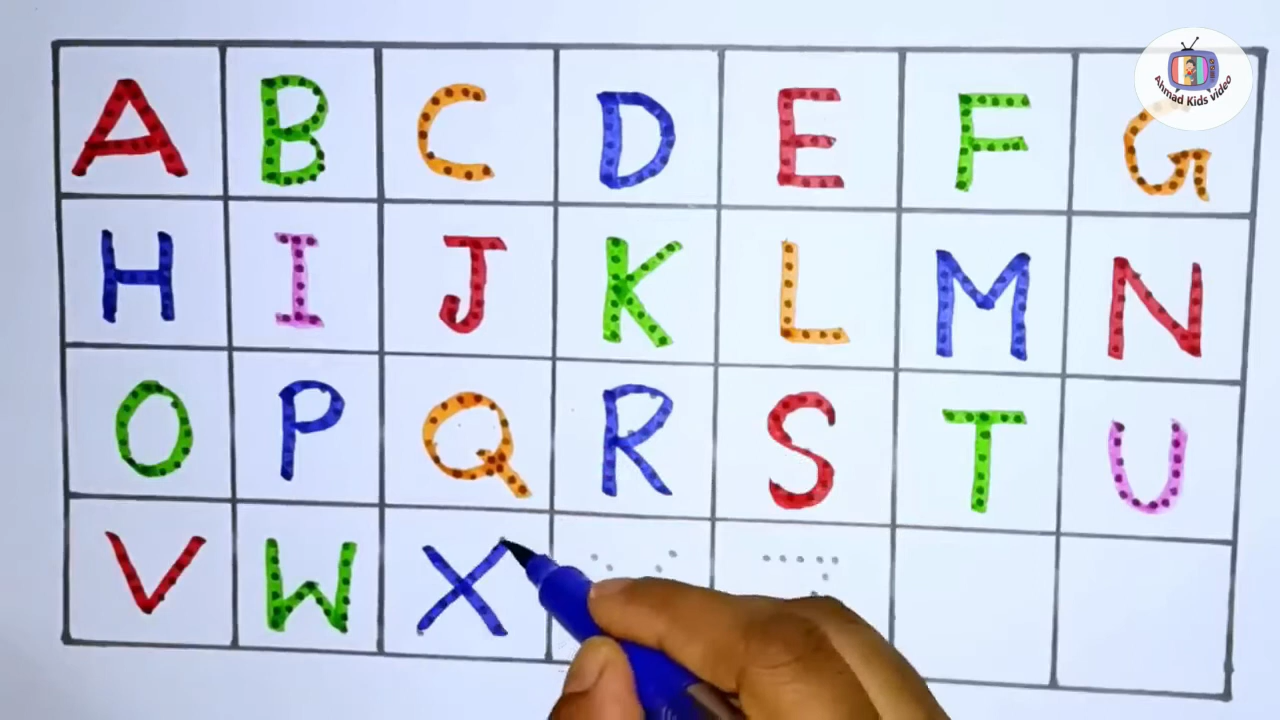 Ahmad Kids video
A B C D E F G
H I J K L M N
O P Q R S T U
V W X